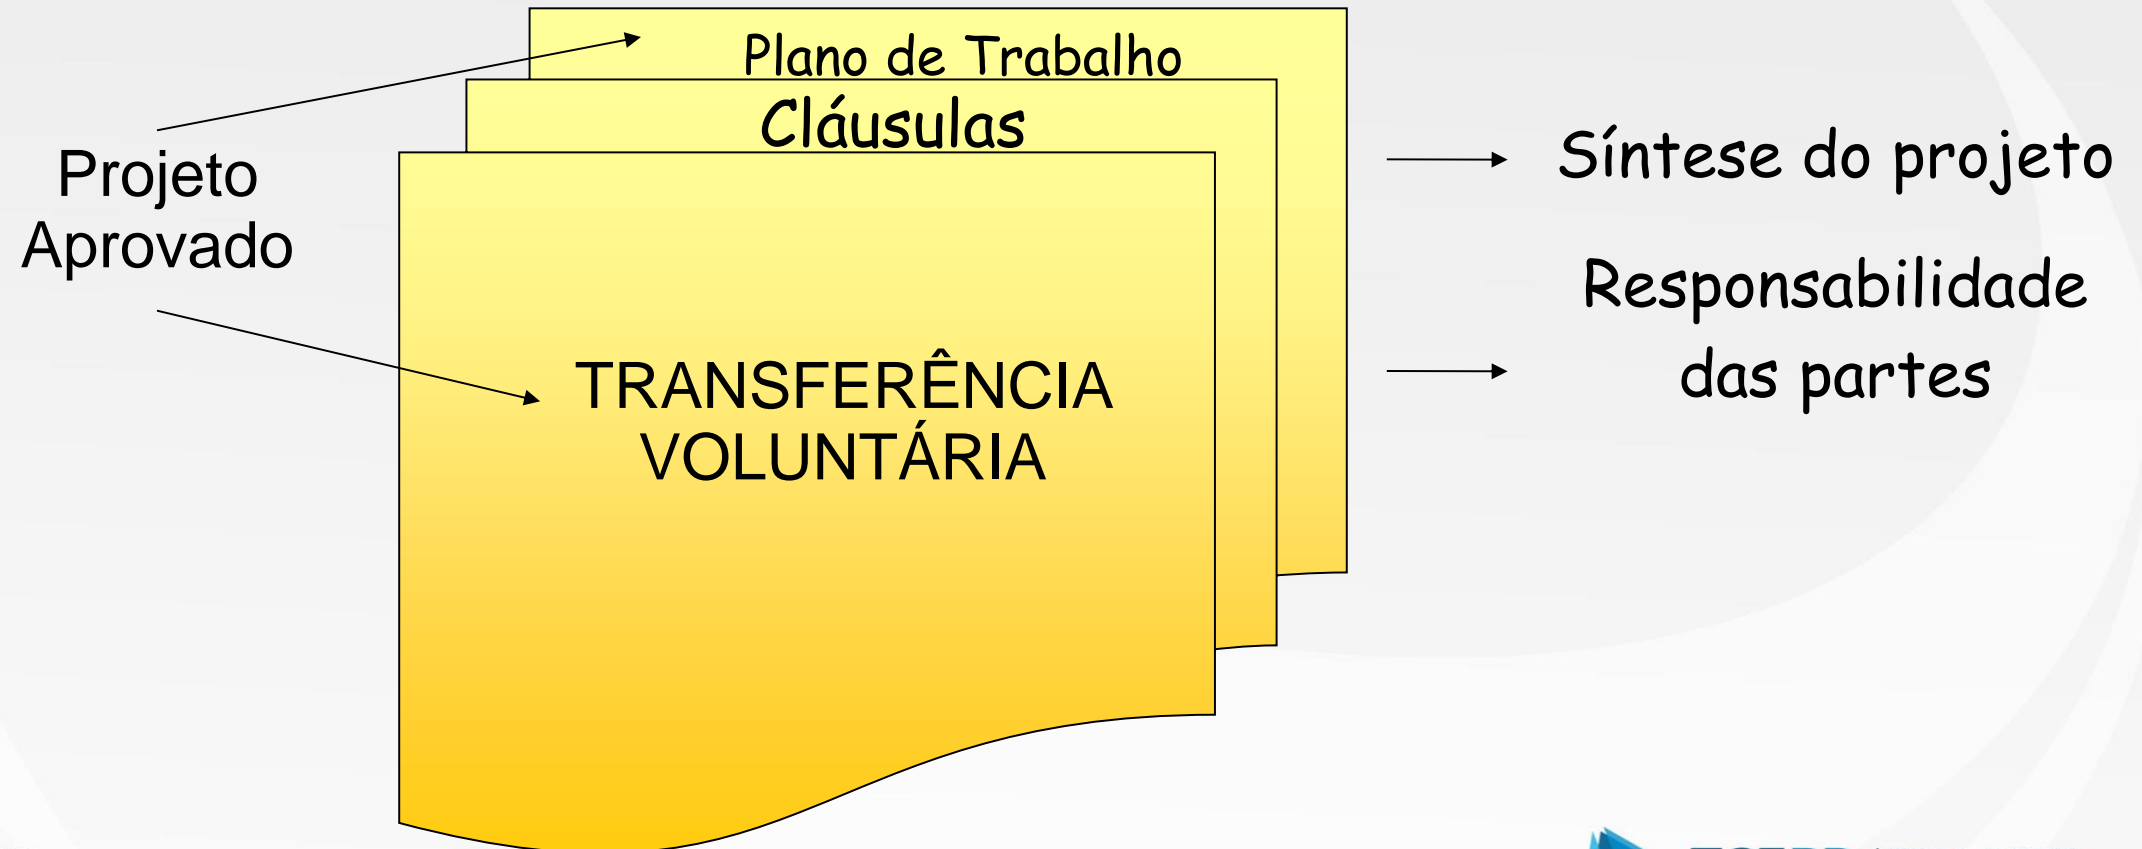 Plano de Trabalho
Cláusulas
Projeto
Aprovado
TRANSFERÊNCIA
VOLUNTÁRIA
Síntese do projeto
Responsabilidade
das partes